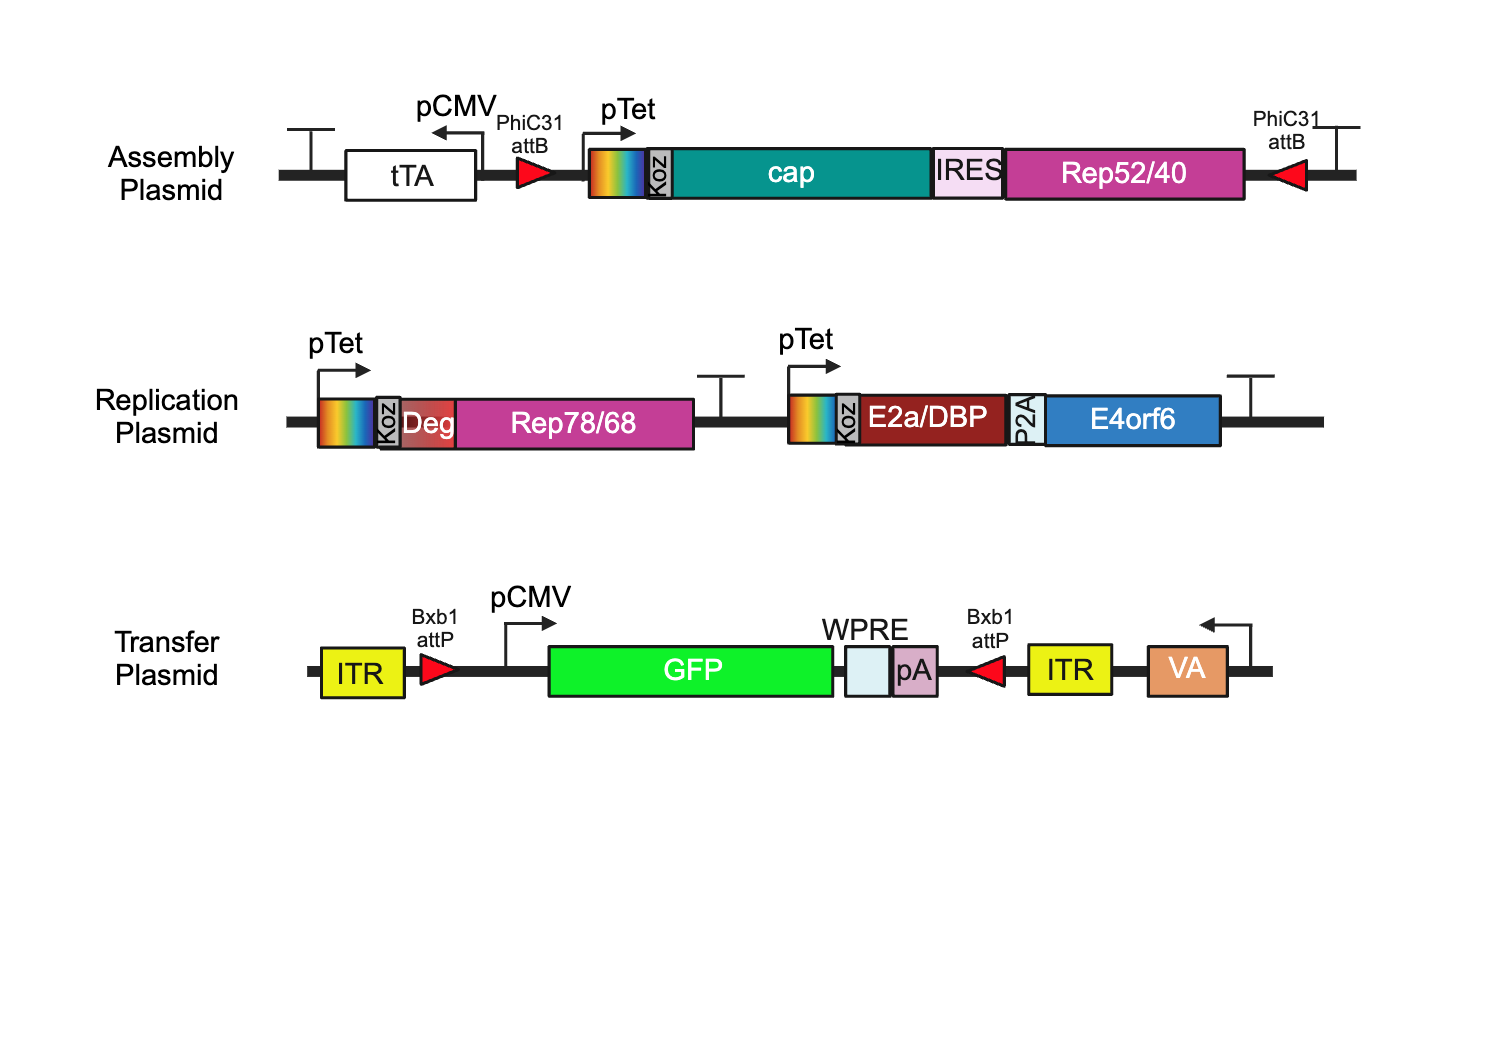 pCMV
PhiC31
attB
pTet
PhiC31
attB
Assembly
Plasmid
tTA
Koz
cap
IRES
Rep52/40
pTet
pTet
Replication
Plasmid
Koz
Deg
Rep78/68
Koz
E2a/DBP
P2A
E4orf6
Transfer
Plasmid
Bxb1
attP
pCMV
WPRE
Bxb1
attP
ITR
GFP
pA
ITR
VA